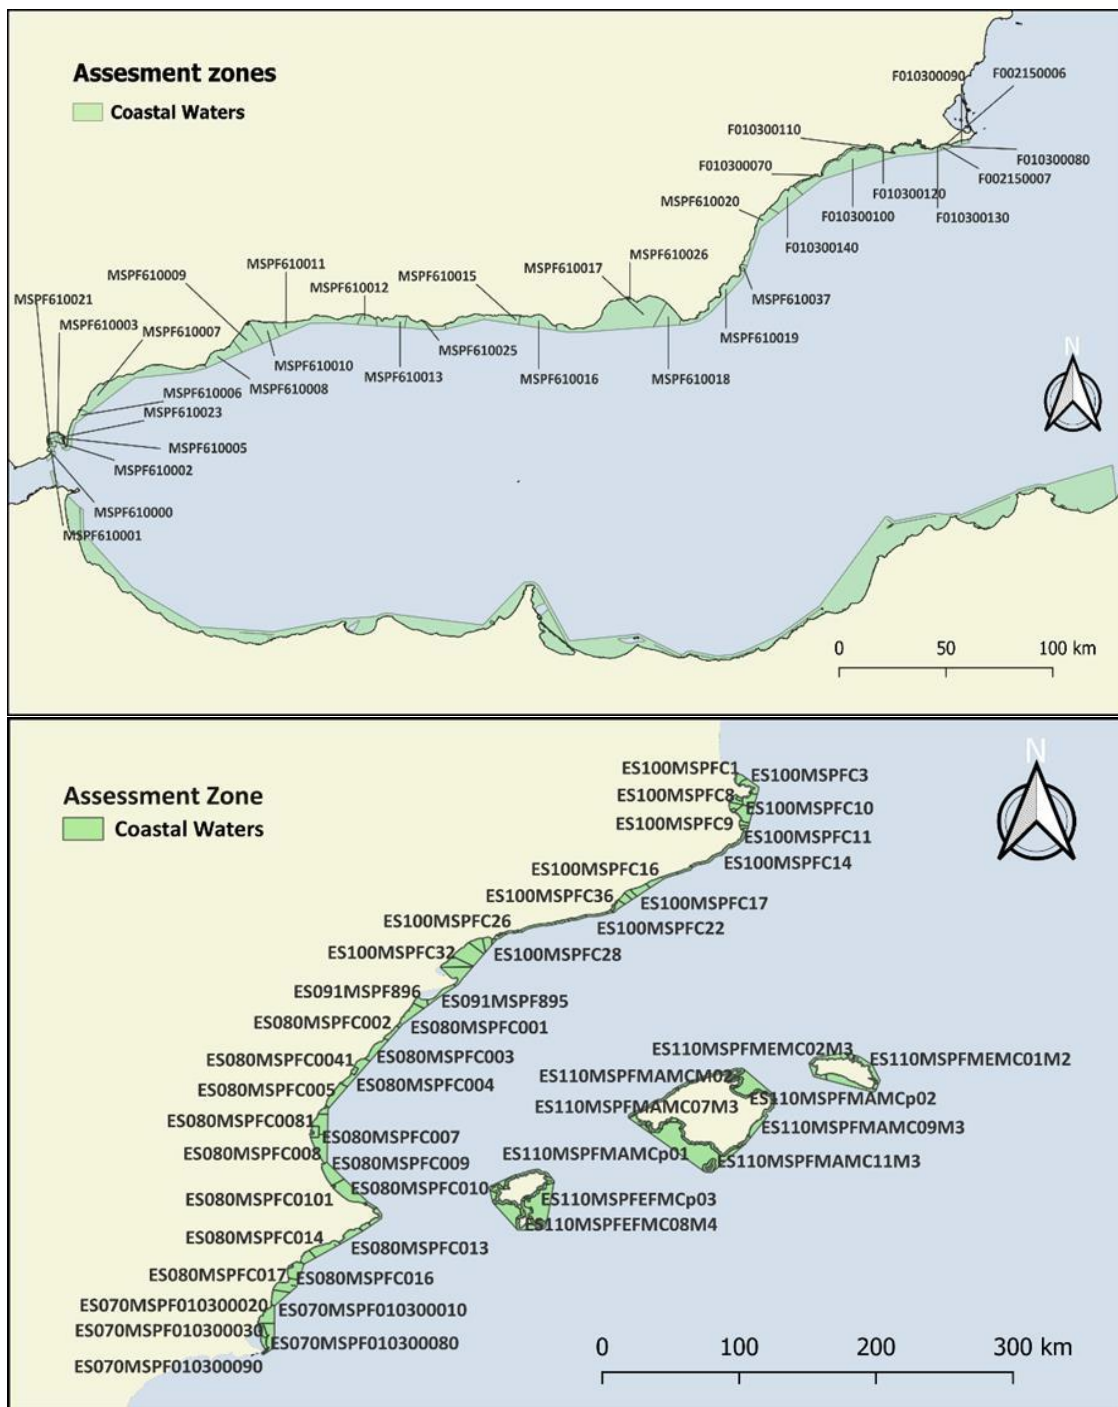 Assesment zones
Coastal Waters
F010300090
F002150006
F010300110
F010300080
F010300070
F002150007
F010300120
MSPF610020
F010300100
F010300130
F010300140
MSPF610026
MSPF610017
MSPF610011
MSPF610009
MSPF610015
MSPF610012
MSPF610021
MSPF610037
MSPF610003
MSPF610007
MSPF610019
MSPF610025
MSPF610010
MSPF610013
MSPF610016
MSPF610018
MSPF610008
MSPF610006
MSPF610023
MSPF610005
MSPF610002
MSPF610000
MSPF610001
N
0 50 100 km
Assessment Zone
Coastal Waters
N
ES100MSPFC1
ES100MSPFC3
ES100MSPFC8
ES100MSPFC10
ES100MSPFC9
ES100MSPFC11
ES100MSPFC14
ES100MSPFC16
ES100MSPFC36
ES100MSPFC17
ES100MSPFC26
ES100MSPFC22
ES100MSPFC32
ES100MSPFC28
ES091MSPF896
ES091MSPF895
ES080MSPFC002
ES080MSPFC001
ES080MSPFC0041
ES080MSPFC003
ES110MSPFMEMC02M3
ES110MSPFMEMC01M2
ES080MSPFC005
ES080MSPFC004
ES110MSPFMAMCM02
ES110MSPFMAMCp02
ES110MSPFMAMC07M3
ES080MSPFC0081
ES080MSPFC007
ES110MSPFMAMC09M3
ES080MSPFC008
ES080MSPFC009
ES110MSPFMAMCp01
ES110MSPFMAMC11M3
ES080MSPFC0101
ES080MSPFC010
ES110MSPFEFMCp03
ES110MSPFEFMC08M4
ES080MSPFC014
ES080MSPFC013
ES080MSPFC017
ES080MSPFC016
ES070MSPF010300020
ES070MSPF010300010
ES070MSPF010300030
ES070MSPF010300080
ES070MSPF010300090
0 100 200 300 km